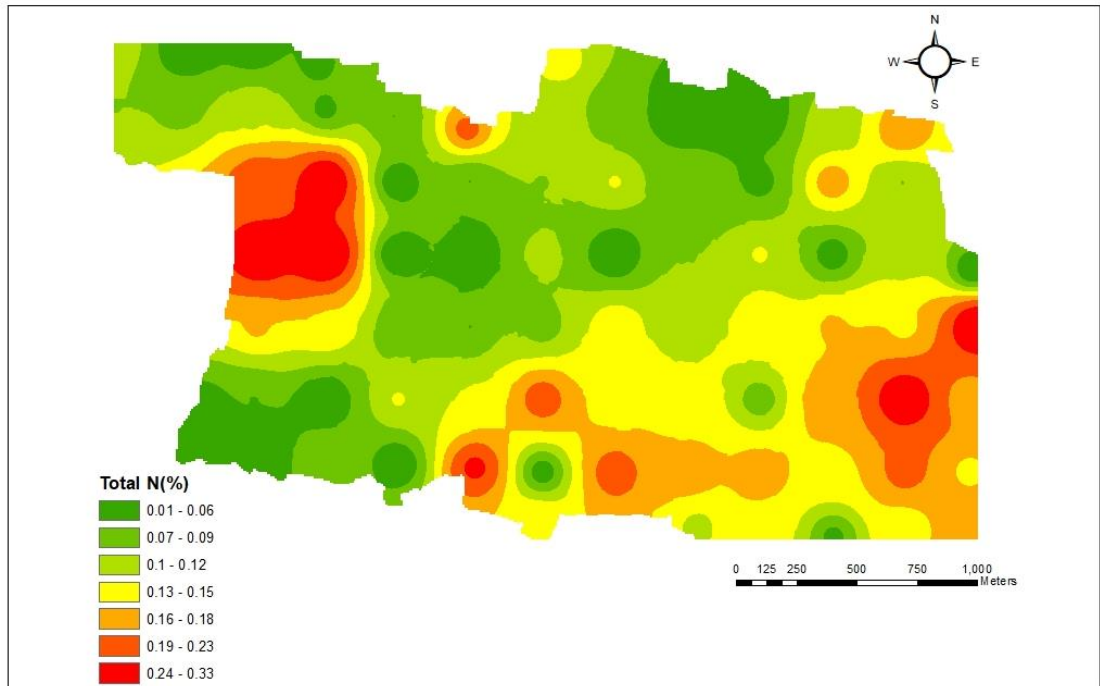 N
W E
S
Total N(%)
0.01 - 0.06
0.07 - 0.09
0.1 - 0.12
0.13 - 0.15
0.16 - 0.18
0.19 - 0.23
0.24 - 0.33
0 125 250 500 750 1,000
Meters